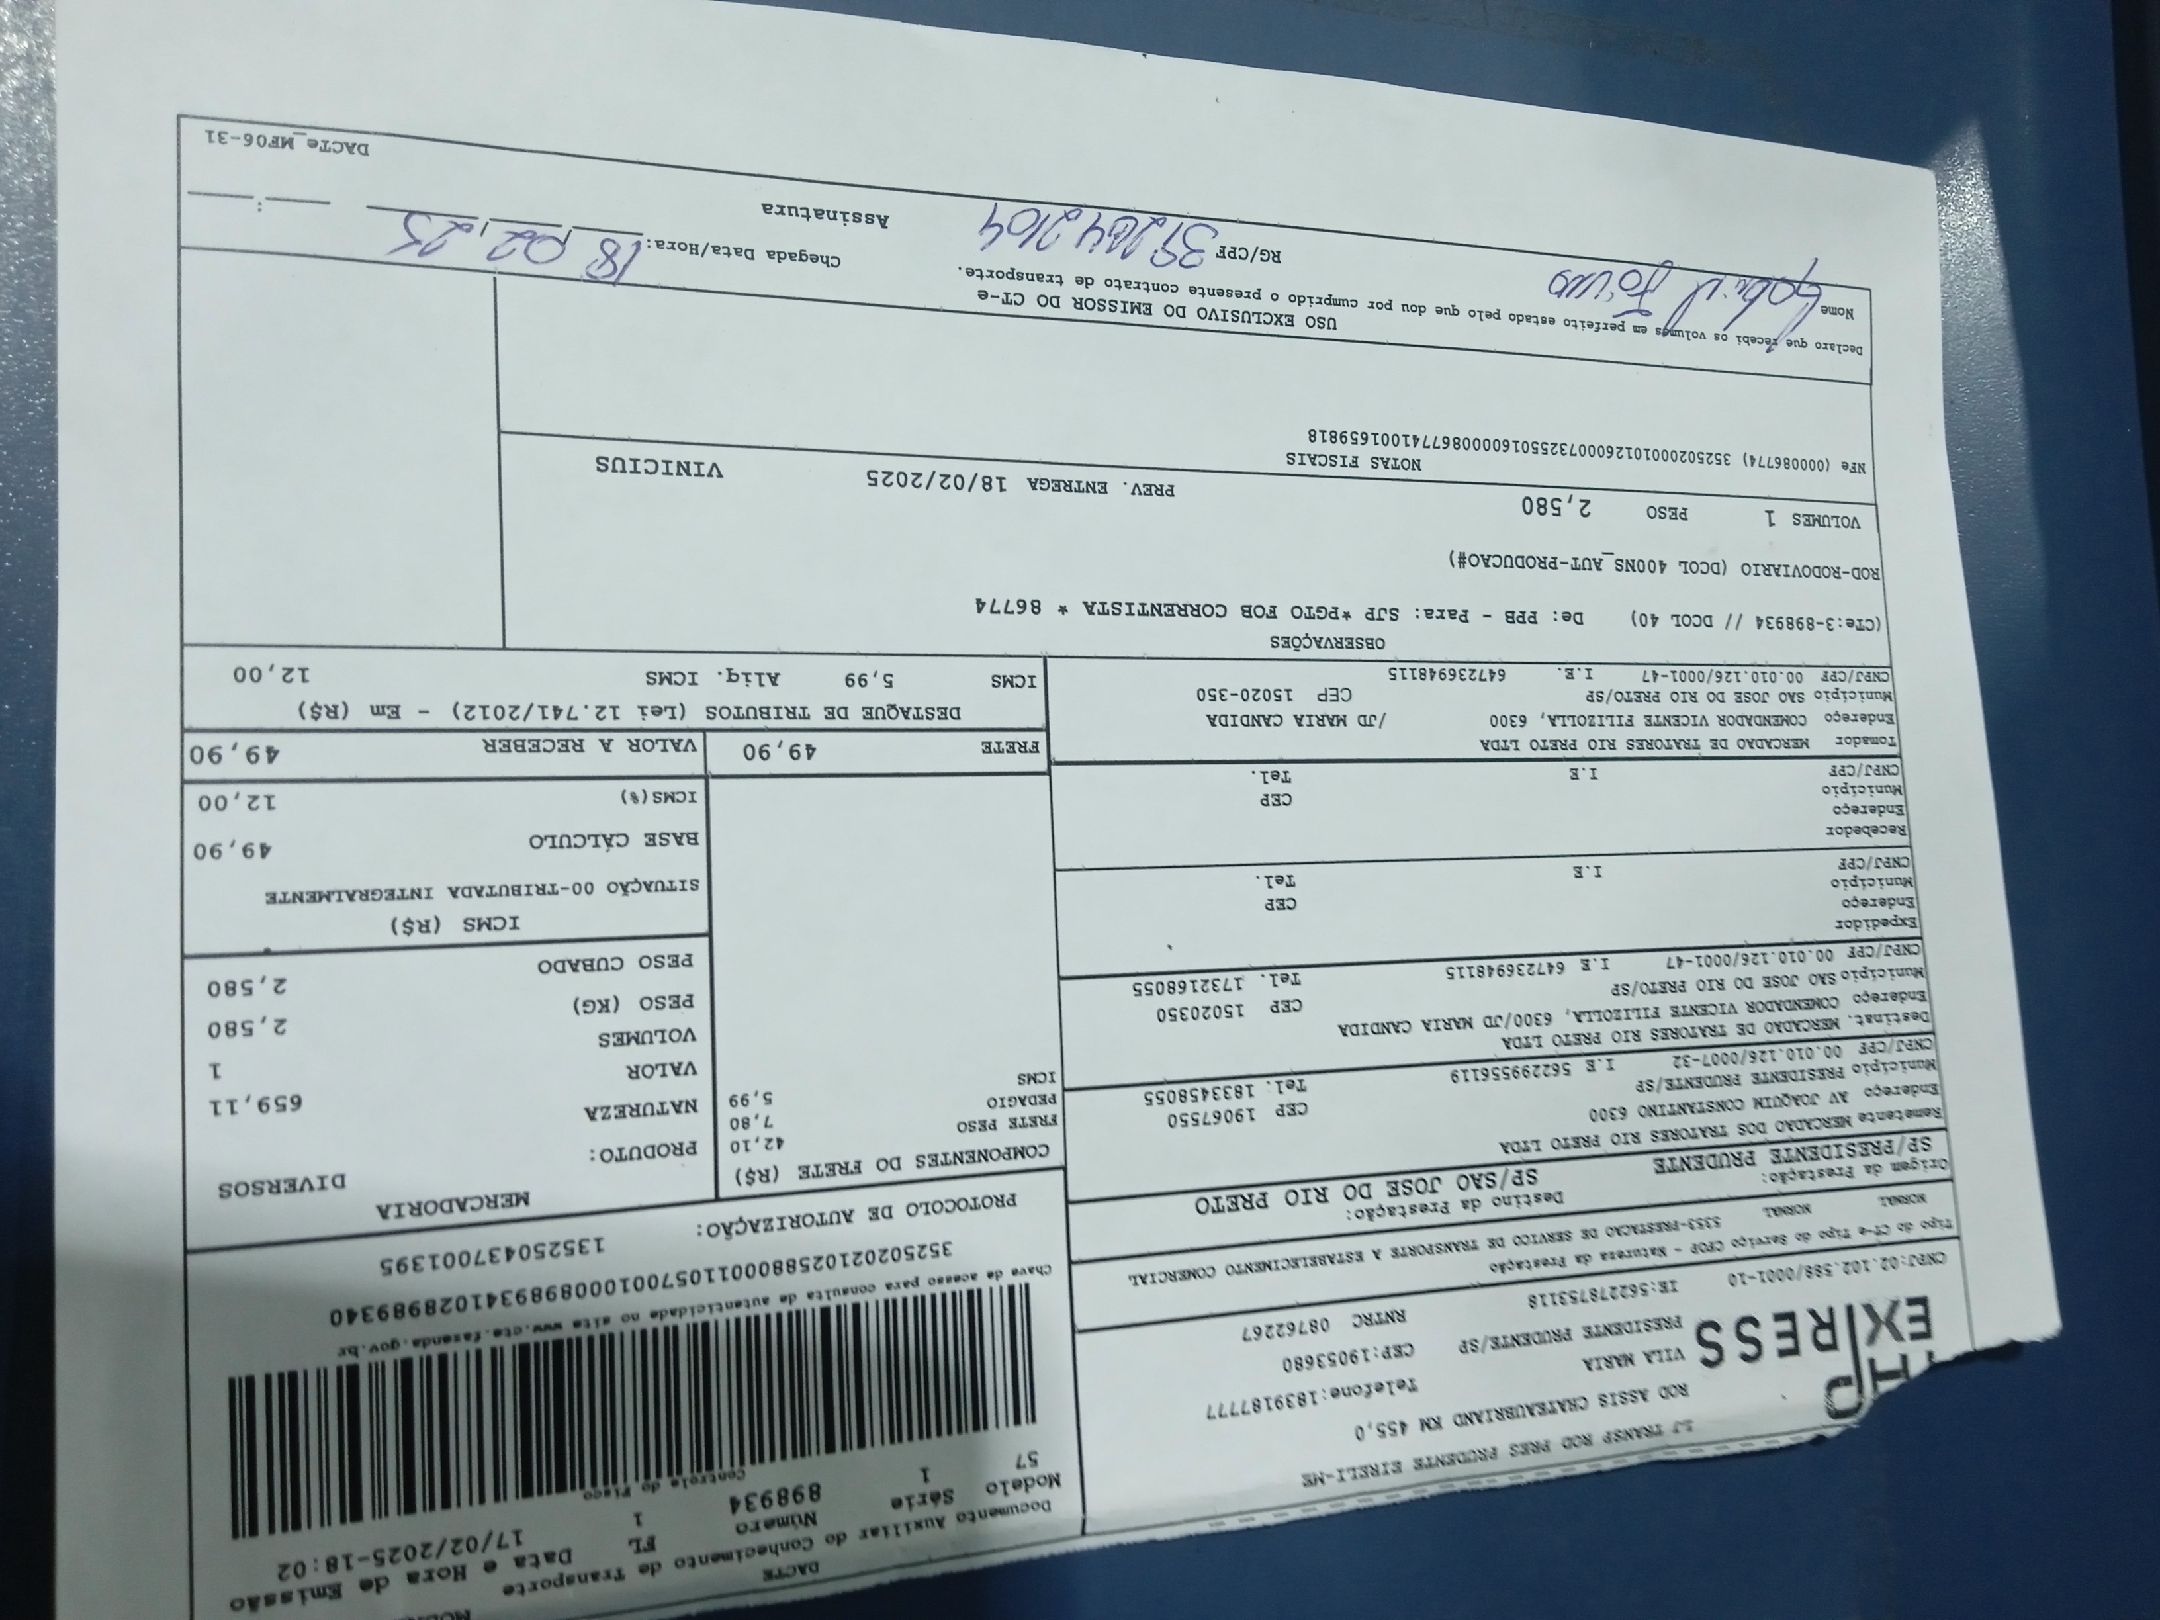 MOD
DACTE
Documento Auxiliar do Conhecimento de Transporte
Modelo Série Número FL Data e Hora de Emissão
57 1 898934 1 17/02/2025-18:02
Controle do Fisco
Chave de acesso para consulta de autenticidade no site www.cte.fazenda.gov.br
35250202102588000110570010008989341028989340
PROTOCOLO DE AUTORIZAÇÃO: 135250437001395
EXPRESS
LJ TRANSP ROD PRES PRUDENTE EIRELI-ME
ROD ASSIS CHATEAUBRIAND KM 455,0
VILA MARIA Telefone:1839187777
PRESIDENTE PRUDENTE/SP CEP:19053680
CNPJ:02.102.588/0001-10 IE:562278753118 RNTRC 08762267
Tipo do CT-e Tipo do Serviço CFOP - Natureza da Prestação
NORMAL NORMAL 5353-PRESTACAO DE SERVICO DE TRANSPORTE A ESTABELECIMENTO COMERCIAL
Origem da Prestação: Destino da Prestação:
SP/PRESIDENTE PRUDENTE SP/SAO JOSE DO RIO PRETO
Remetente MERCADAO DOS TRATORES RIO PRETO LTDA
Endereço AV JOAQUIM CONSTANTINO 6300
Município PRESIDENTE PRUDENTE/SP CEP 19067550
CNPJ/CPF 00.010.126/0007-32 I.E 562299556119 Tel. 1833458055
Destinat. MERCADAO DE TRATORES RIO PRETO LTDA
Endereço COMENDADOR VICENTE FILIZOLLA, 6300/JD MARIA CANDIDA
Município SAO JOSE DO RIO PRETO/SP CEP 15020350
CNPJ/CPF 00.010.126/0001-47 I.E 647236948115 Tel. 1732168055
Expedidor
Endereço
Município CEP
CNPJ/CPF I.E Tel.
Recebedor
Endereço
Município CEP
CNPJ/CPF I.E Tel.
Tomador MERCADAO DE TRATORES RIO PRETO LTDA
Endereço COMENDADOR VICENTE FILIZOLLA, 6300 /JD MARIA CANDIDA
Município SAO JOSE DO RIO PRETO/SP CEP 15020-350
CNPJ/CPF 00.010.126/0001-47 I.E. 647236948115
COMPONENTES DO FRETE (R$)
FRETE PESO 42,10
PEDAGIO 7,80
ICMS 5,99
MERCADORIA
PRODUTO: DIVERSOS
NATUREZA
VALOR 659,11
VOLUMES 1
PESO (KG) 2,580
PESO CUBADO 2,580
ICMS (R$)
SITUAÇÃO 00-TRIBUTADA INTEGRALMENTE
BASE CÁLCULO 49,90
ICMS(%) 12,00
FRETE 49,90 VALOR A RECEBER 49,90
DESTAQUE DE TRIBUTOS (Lei 12.741/2012) - Em (R$)
ICMS 5,99 Aliq. ICMS 12,00
OBSERVAÇÕES
(CTe:3-898934 // DCOL 40) De: PPB - Para: SJP *PGTO FOB CORRENTISTA * 86774
ROD-RODOVIARIO (DCOL 400NS_AUT-PRODUCAO#)
VOLUMES 1 PESO 2,580 PREV. ENTREGA 18/02/2025 VINICIUS
NOTAS FISCAIS
NFe (000086774) 35250200010126000732550160000867741001659818
USO EXCLUSIVO DO EMISSOR DO CT-e
Declaro que recebi os volumes em perfeito estado pelo que dou por cumprido o presente contrato de transporte.
Nome Gabriel RG/CPF Chegada Data/Hora: 18/02/25 __:__
Assinatura
DACTe_MF06-31